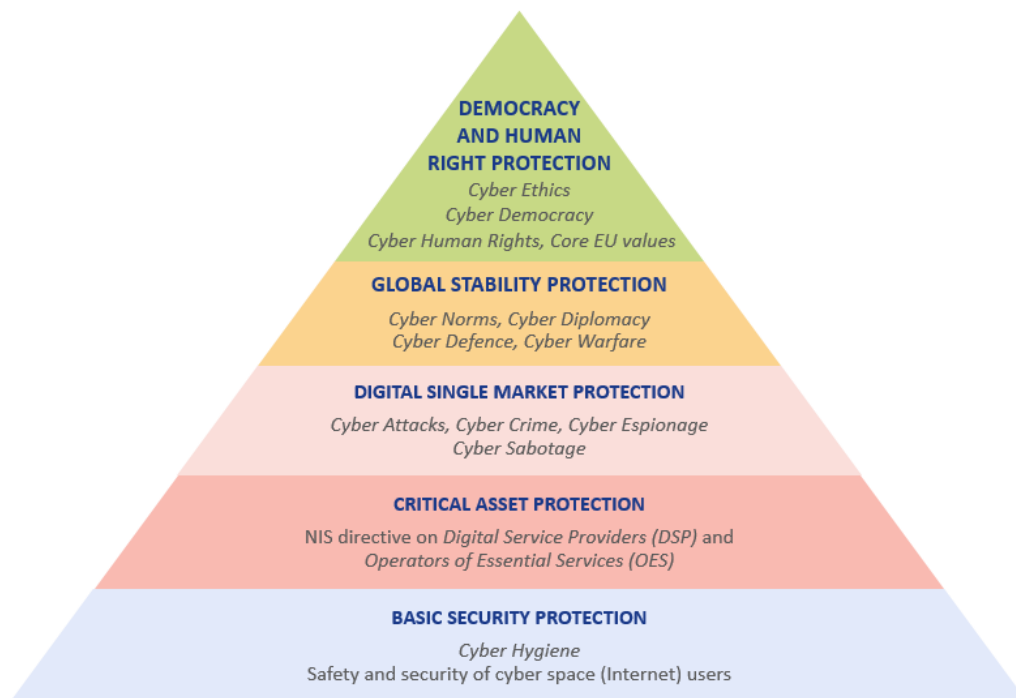 DEMOCRACY
AND HUMAN
RIGHT PROTECTION
Cyber Ethics
Cyber Democracy
Cyber Human Rights, Core EU values
GLOBAL STABILITY PROTECTION
Cyber Norms, Cyber Diplomacy
Cyber Defence, Cyber Warfare
DIGITAL SINGLE MARKET PROTECTION
Cyber Attacks, Cyber Crime, Cyber Espionage
Cyber Sabotage
CRITICAL ASSET PROTECTION
NIS directive on Digital Service Providers (DSP) and
Operators of Essential Services (OES)
BASIC SECURITY PROTECTION
Cyber Hygiene
Safety and security of cyber space (Internet) users